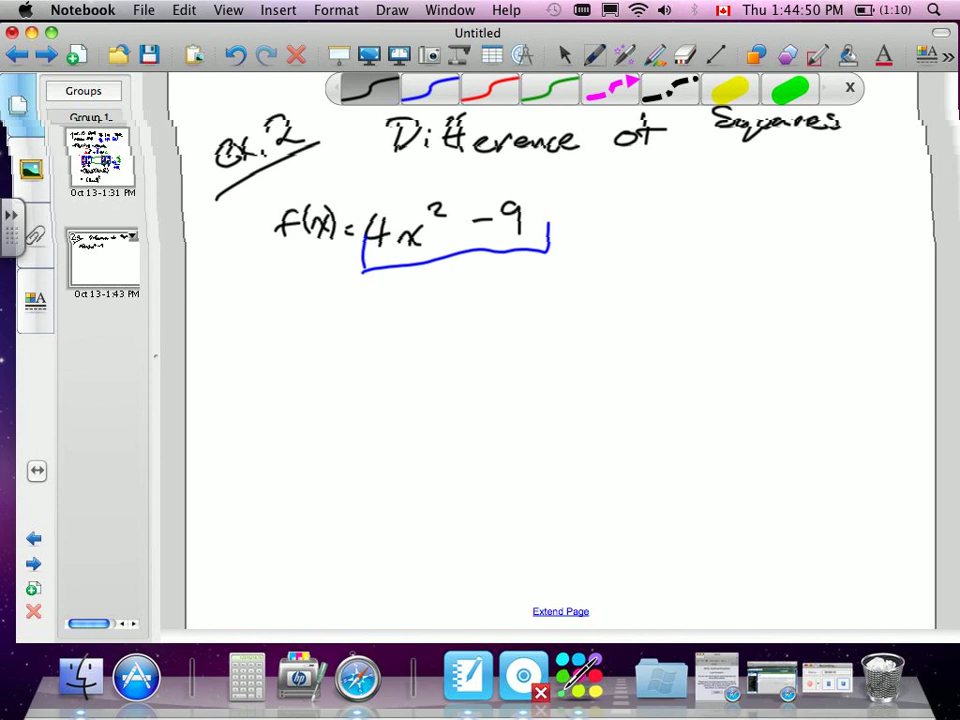 Notebook File Edit View Insert Format Draw Window Help Thu 1:44:50 PM (1:10)
Untitled
Groups
Group 1
Oct 13-1:31 PM
Oct 13-1:43 PM
ex. 2 Difference of Squares
f(x) = 4x² - 9
Extend Page